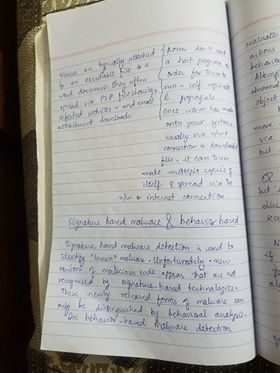 Viruses are typically attached
to an executable file or a
word document. They often
spread via P2P file sharing,
infected websites and email
attachment downloads
Worms don't need
a host program in
order for them to
run, self replicate
& propagate.
Once worm has made
onto your system,
usually via n/w
connection or downloaded
file, it can then
make multiple copies of
itself & spread via the
n/w or internet connection
Signature based malware & behavior based
Signature based malware detection is used to
identify "known" malware. Unfortunately, new
versions of malicious code appear that are not
recognised by signature-based technologies.
These newly released forms of malware can
only be distinguished by behavioral analysis.
In behavior-based malware detection
evaluates
actions